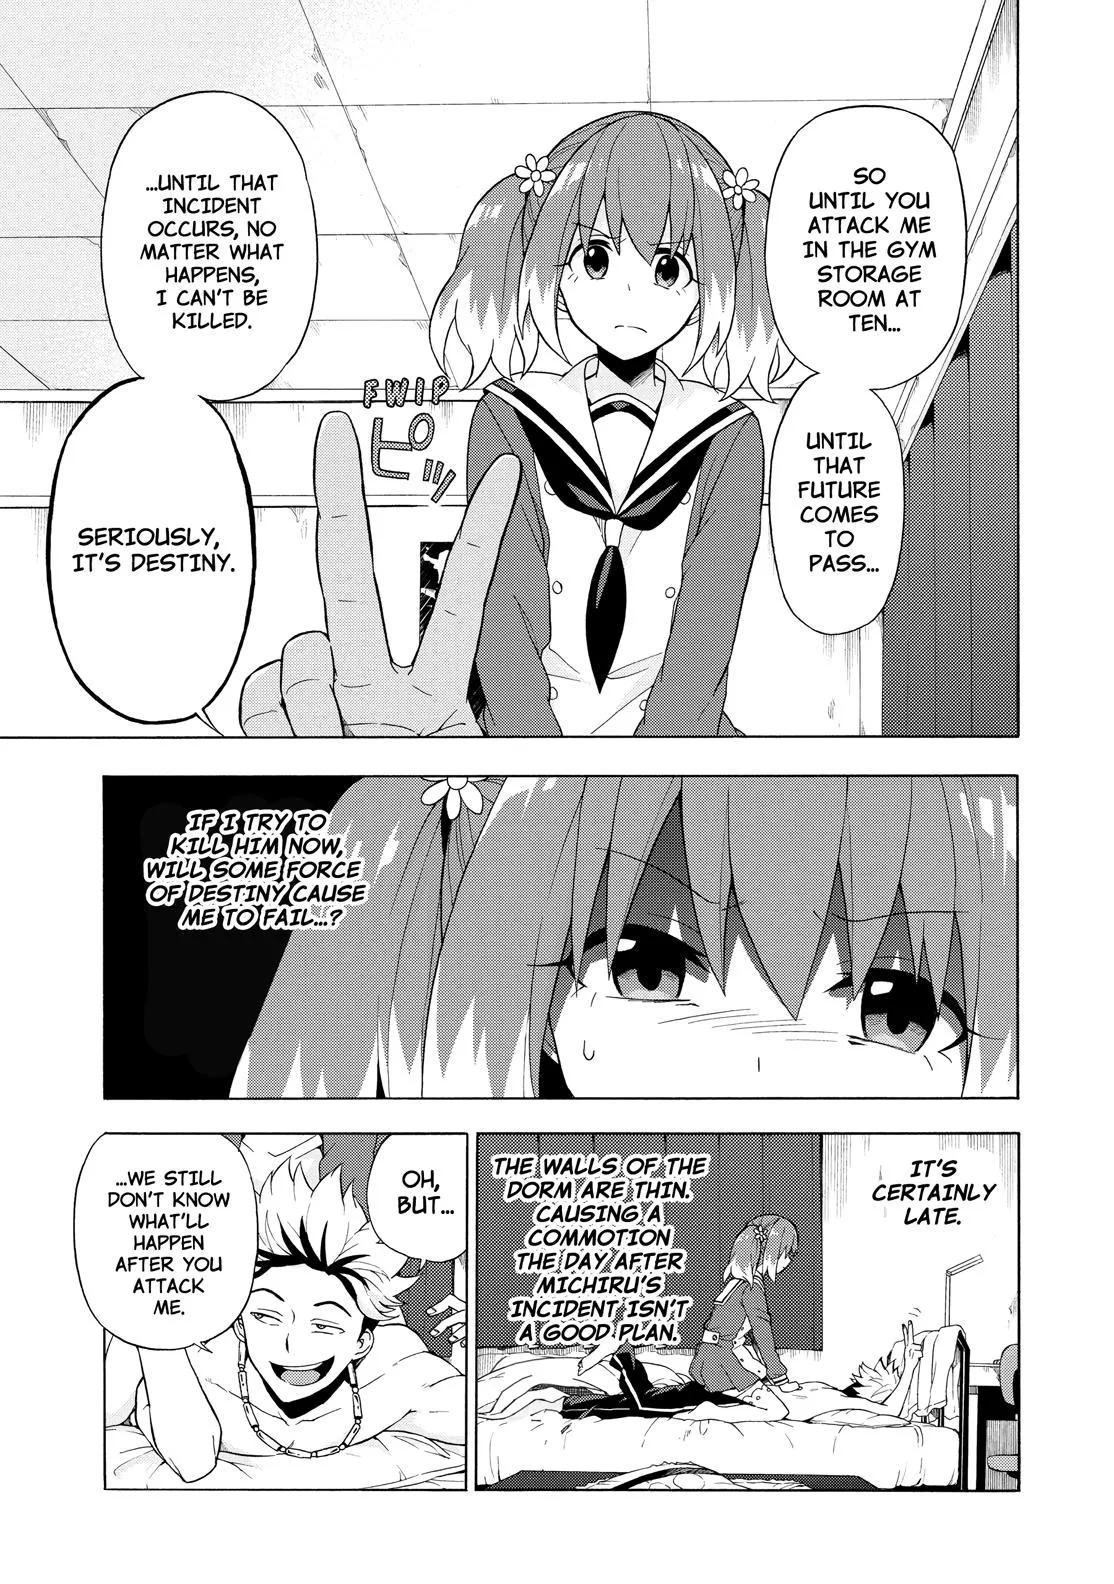 SO
UNTIL YOU
ATTACK ME
IN THE GYM
STORAGE
ROOM AT
TEN...
UNTIL
THAT
FUTURE
COMES
TO
PASS...
...UNTIL THAT
INCIDENT
OCCURS, NO
MATTER WHAT
HAPPENS,
I CAN'T BE
KILLED.
FWIP
ピッ
SERIOUSLY,
IT'S DESTINY.
IF I TRY TO
KILL HIM NOW,
WILL SOME FORCE
OF DESTINY CAUSE
ME TO FAIL...?
IT'S
CERTAINLY
LATE.
THE WALLS OF THE
DORM ARE THIN.
CAUSING A
COMMOTION
THE DAY AFTER
MICHIRU'S
INCIDENT ISN'T
A GOOD PLAN.
OH,
BUT...
...WE STILL
DON'T KNOW
WHAT'LL
HAPPEN
AFTER YOU
ATTACK
ME.